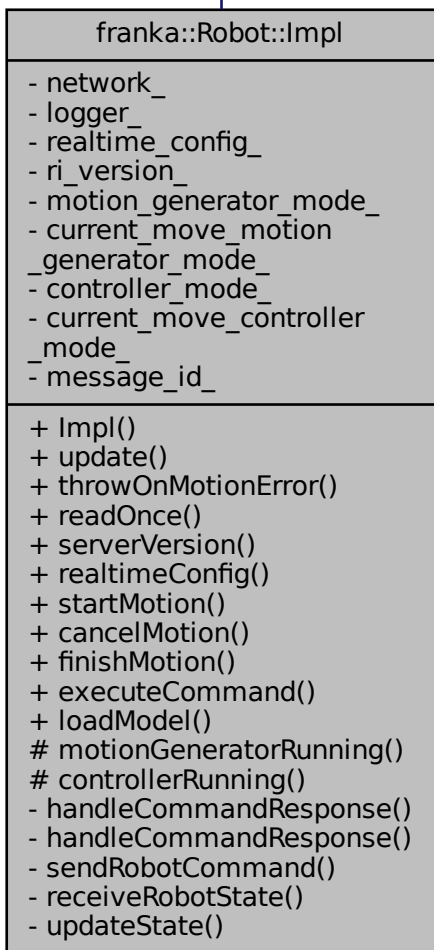 franka::Robot::Impl
- network_
- logger_
- realtime_config_
- ri_version_
- motion_generator_mode_
- current_move_motion
_generator_mode_
- controller_mode_
- current_move_controller
_mode_
- message_id_
+ Impl()
+ update()
+ throwOnMotionError()
+ readOnce()
+ serverVersion()
+ realtimeConfig()
+ startMotion()
+ cancelMotion()
+ finishMotion()
+ executeCommand()
+ loadModel()
# motionGeneratorRunning()
# controllerRunning()
- handleCommandResponse()
- handleCommandResponse()
- sendRobotCommand()
- receiveRobotState()
- updateState()